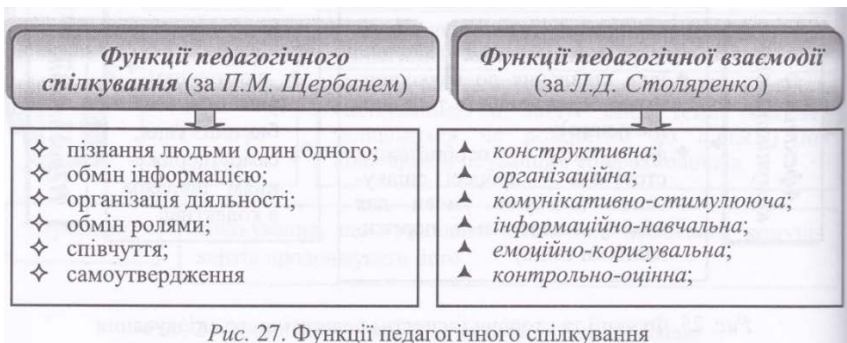 Функції педагогічного
спілкування (за П.М. Щербанем)
✧ пізнання людьми один одного;
✧ обмін інформацією;
✧ організація діяльності;
✧ обмін ролями;
✧ співчуття;
✧ самоутвердження
Функції педагогічної взаємодії
(за Л.Д. Столяренко)
▲ конструктивна;
▲ організаційна;
▲ комунікативно-стимулююча;
▲ інформаційно-навчальна;
▲ емоційно-коригувальна;
▲ контрольно-оцінна;
Рис. 27. Функції педагогічного спілкування